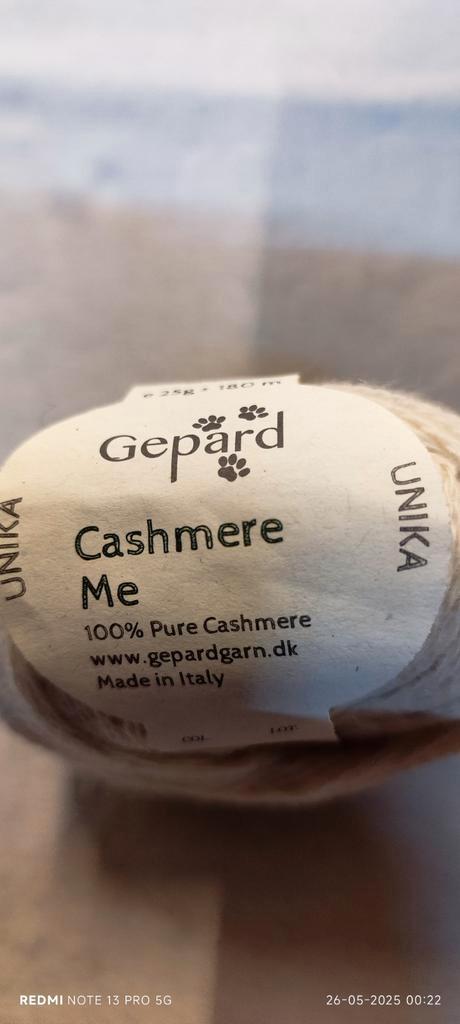 e 25g = 180 m
Gepard
UNIKA
UNIKA
Cashmere
Me
100% Pure Cashmere
www.gepardgarn.dk
Made in Italy
COL. LOT.
REDMI NOTE 13 PRO 5G 26-05-2025 00:22